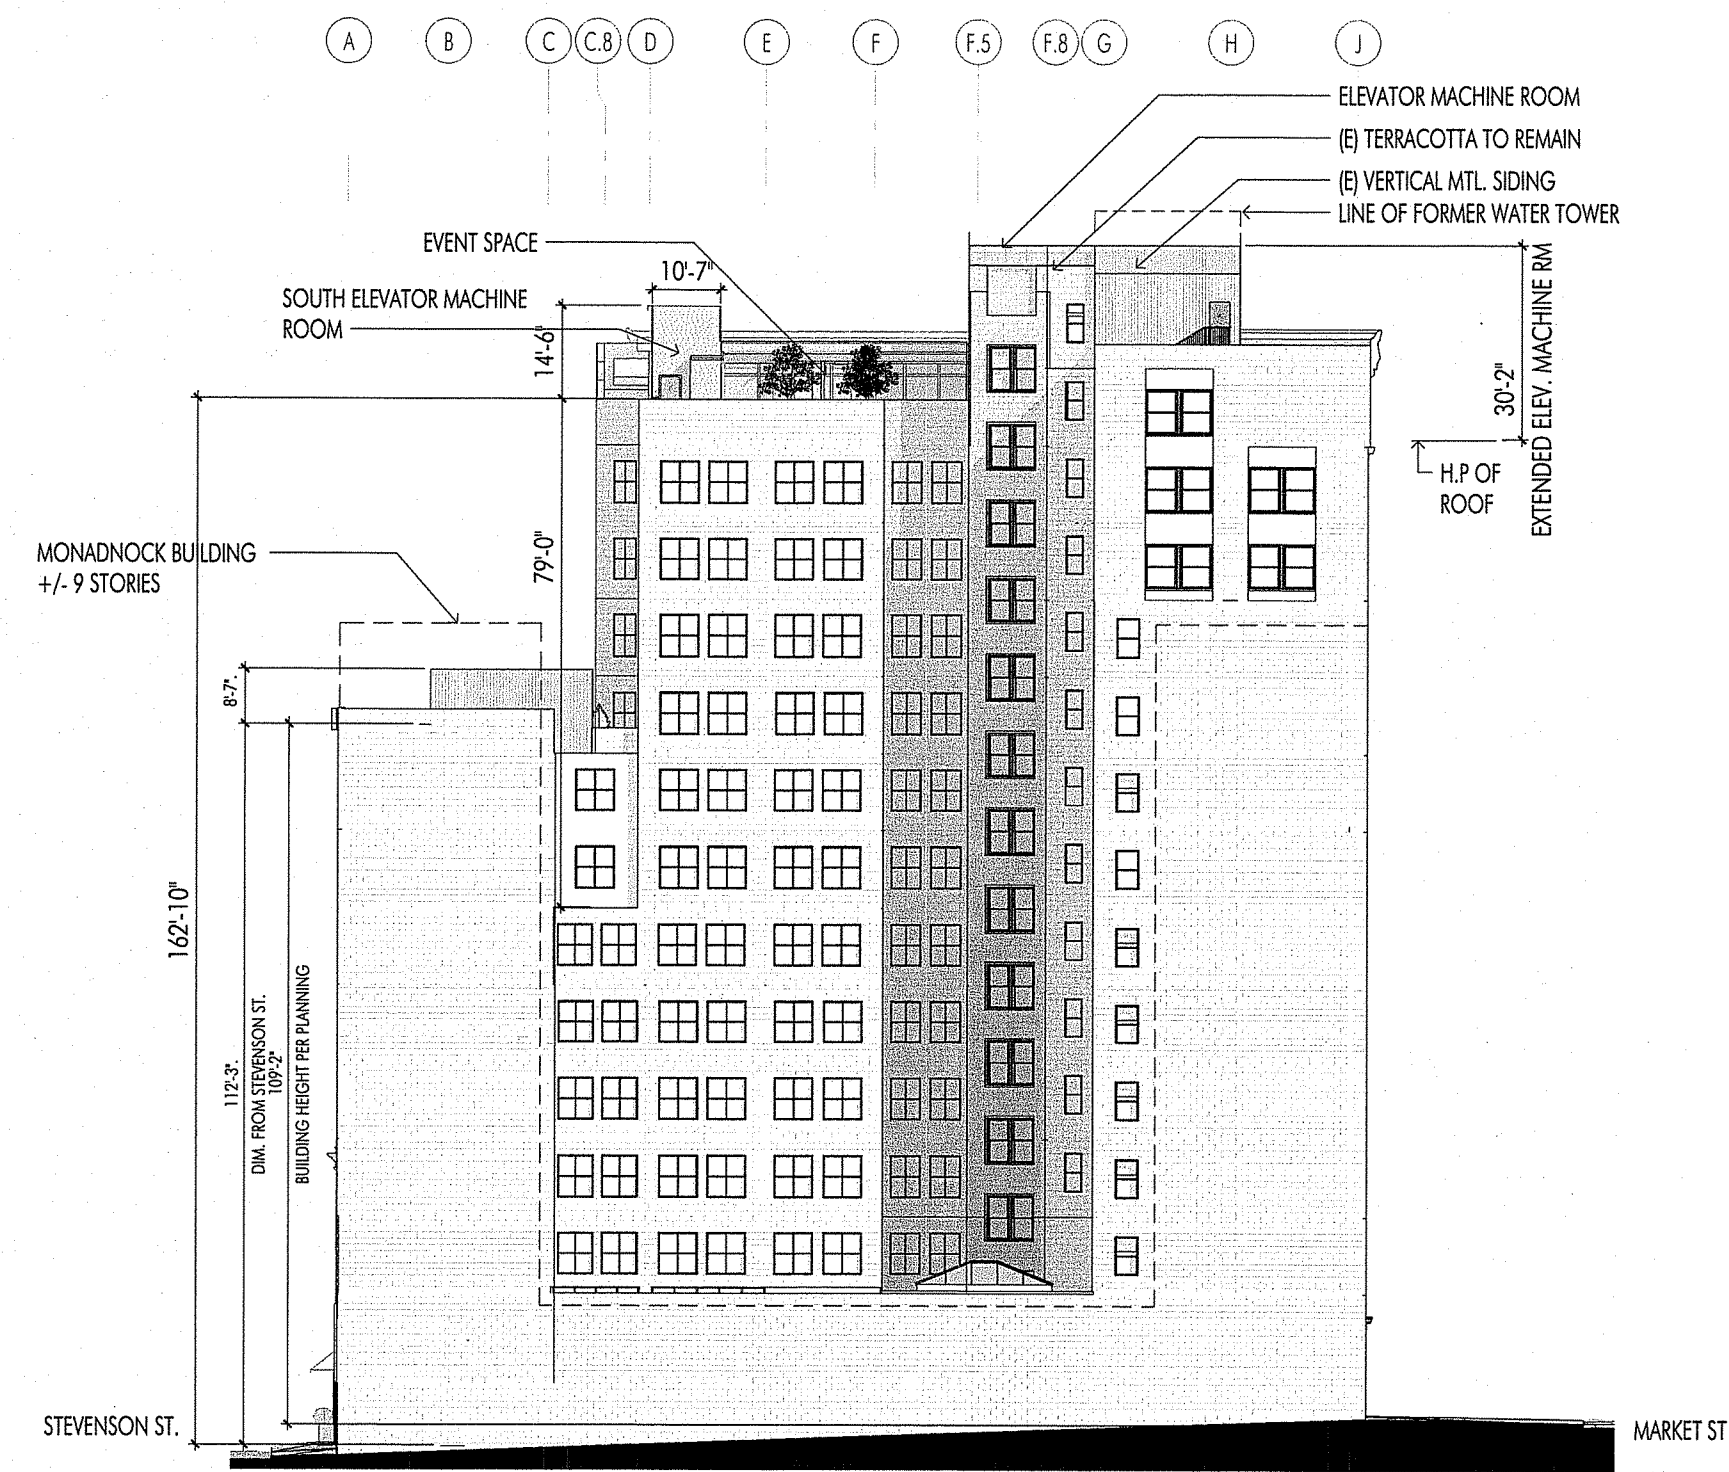 A B C C.8 D E F F.5 F.8 G H J
ELEVATOR MACHINE ROOM
(E) TERRACOTTA TO REMAIN
(E) VERTICAL MTL. SIDING
LINE OF FORMER WATER TOWER
EVENT SPACE
10'-7"
SOUTH ELEVATOR MACHINE
ROOM
14'-6"
30'-2"
EXTENDED ELEV. MACHINE RM
H.P OF
ROOF
79'-0"
MONADNOCK BUILDING
+/- 9 STORIES
8'-7".
162'-10"
112'-3".
DIM. FROM STEVENSON ST.
109'-2"
BUILDING HEIGHT PER PLANNING
STEVENSON ST.
MARKET ST